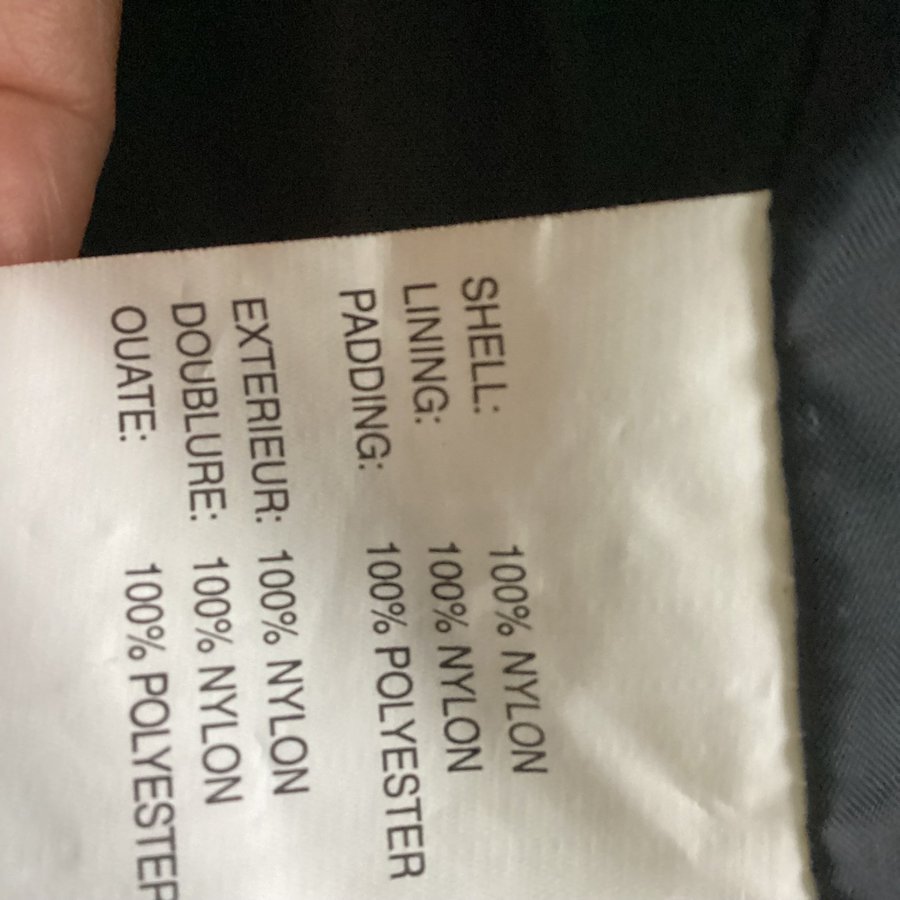 SHELL: 100% NYLON
LINING: 100% NYLON
PADDING: 100% POLYESTER
EXTERIEUR: 100% NYLON
DOUBLURE: 100% NYLON
OUATE: 100% POLYESTER